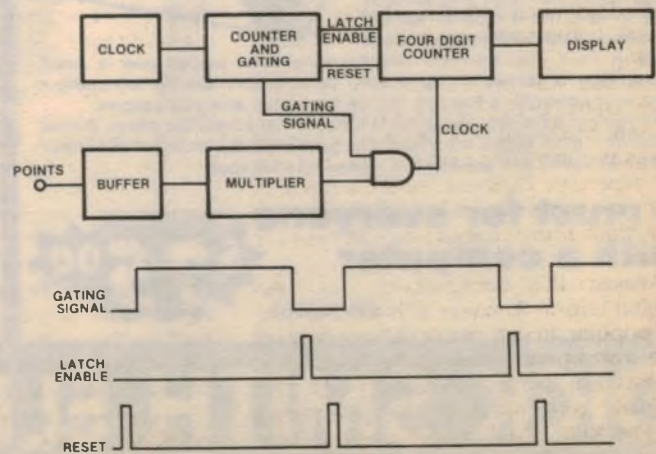 CLOCK
COUNTER
AND
GATING
LATCH
ENABLE
RESET
FOUR DIGIT
COUNTER
DISPLAY
GATING
SIGNAL
CLOCK
POINTS
BUFFER
MULTIPLIER
GATING
SIGNAL
LATCH
ENABLE
RESET